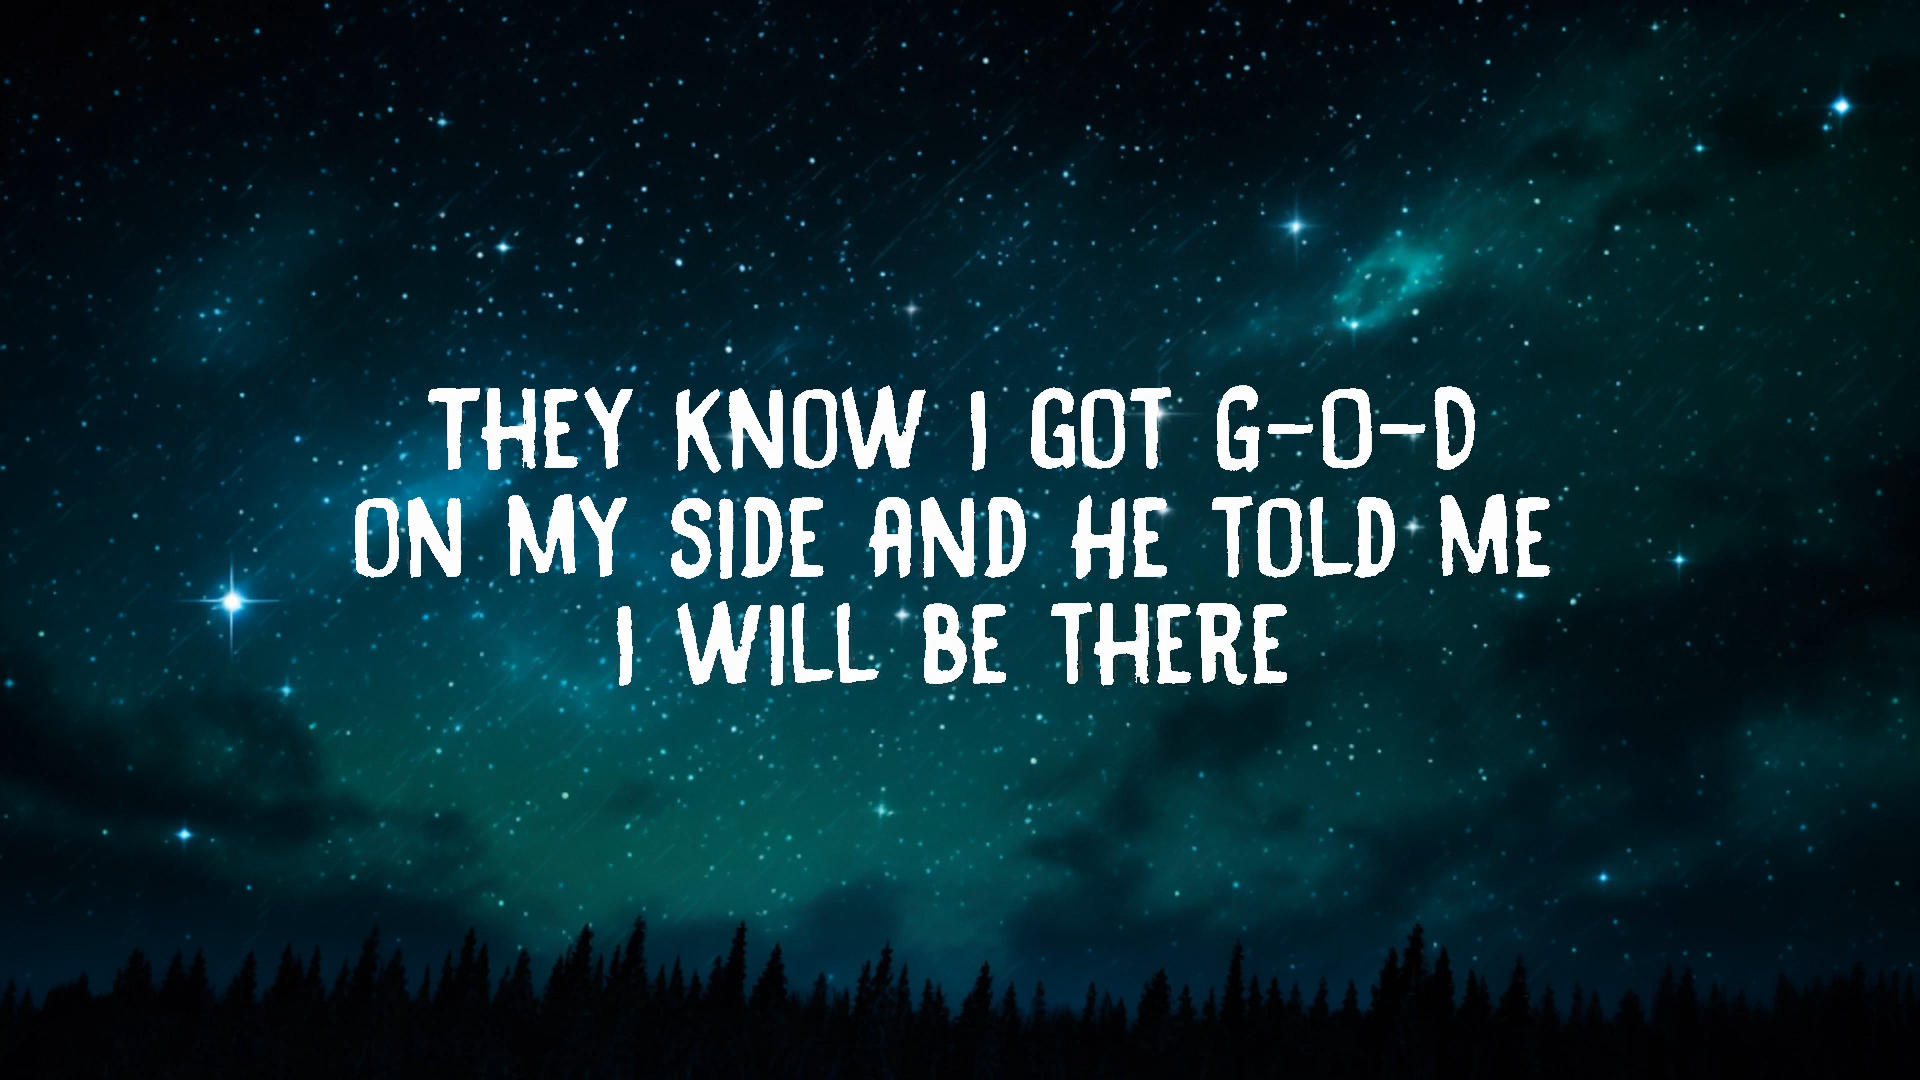 THEY KNOW I GOT G-O-D
ON MY SIDE AND HE TOLD ME
I WILL BE THERE